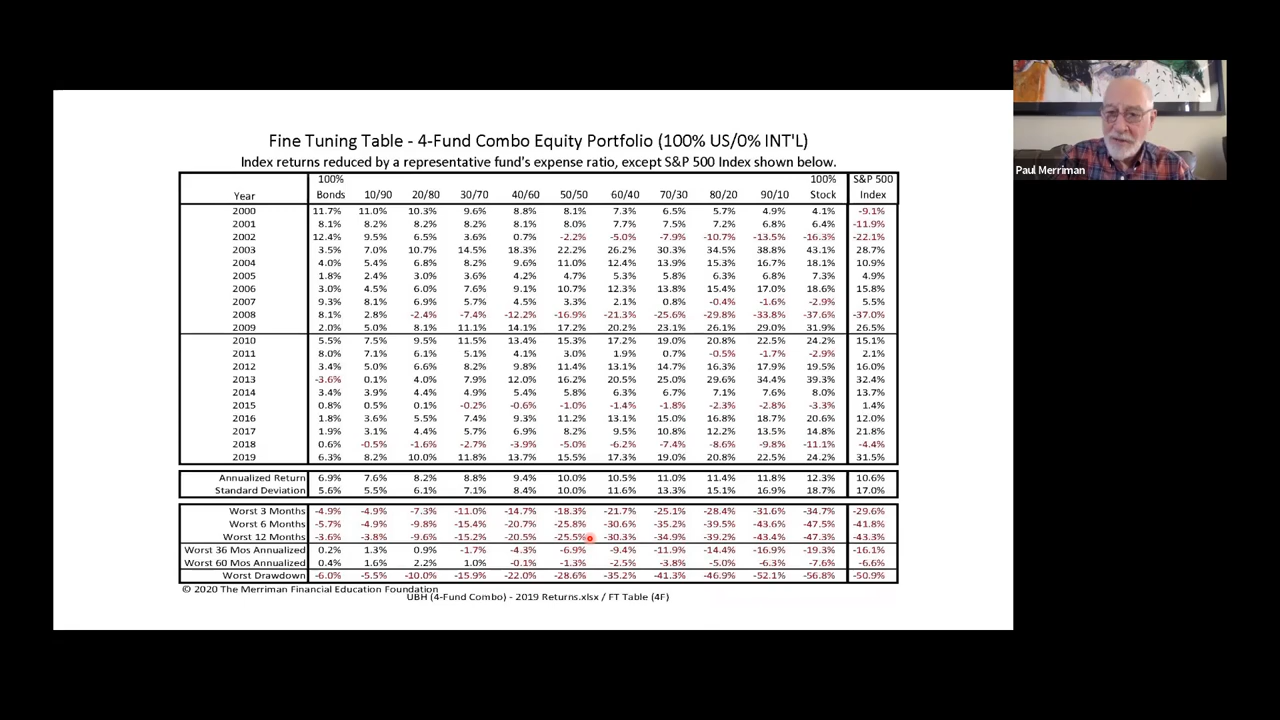 Fine Tuning Table - 4-Fund Combo Equity Portfolio (100% US/0% INT'L)
Index returns reduced by a representative fund's expense ratio, except S&P 500 Index shown below.
100% 100% S&P 500
Year Bonds 10/90 20/80 30/70 40/60 50/50 60/40 70/30 80/20 90/10 Stock Index
2000 11.7% 11.0% 10.3% 9.6% 8.8% 8.1% 7.3% 6.5% 5.7% 4.9% 4.1% -9.1%
2001 8.1% 8.2% 8.2% 8.2% 8.1% 8.0% 7.7% 7.5% 7.2% 6.8% 6.4% -11.9%
2002 12.4% 9.5% 6.5% 3.6% 0.7% -2.2% -5.0% -7.9% -10.7% -13.5% -16.3% -22.1%
2003 3.5% 7.0% 10.7% 14.5% 18.3% 22.2% 26.2% 30.3% 34.5% 38.8% 43.1% 28.7%
2004 4.0% 5.4% 6.8% 8.2% 9.6% 11.0% 12.4% 13.9% 15.3% 16.7% 18.1% 10.9%
2005 1.8% 2.4% 3.0% 3.6% 4.2% 4.7% 5.3% 5.8% 6.3% 6.8% 7.3% 4.9%
2006 3.0% 4.5% 6.0% 7.6% 9.1% 10.7% 12.3% 13.8% 15.4% 17.0% 18.6% 15.8%
2007 9.3% 8.1% 6.9% 5.7% 4.5% 3.3% 2.1% 0.8% -0.4% -1.6% -2.9% 5.5%
2008 8.1% 2.8% -2.4% -7.4% -12.2% -16.9% -21.3% -25.6% -29.8% -33.8% -37.6% -37.0%
2009 2.0% 5.0% 8.1% 11.1% 14.1% 17.2% 20.2% 23.1% 26.1% 29.0% 31.9% 26.5%
2010 5.5% 7.5% 9.5% 11.5% 13.4% 15.3% 17.2% 19.0% 20.8% 22.5% 24.2% 15.1%
2011 8.0% 7.1% 6.1% 5.1% 4.1% 3.0% 1.9% 0.7% -0.5% -1.7% -2.9% 2.1%
2012 3.4% 5.0% 6.6% 8.2% 9.8% 11.4% 13.1% 14.7% 16.3% 17.9% 19.5% 16.0%
2013 -3.6% 0.1% 4.0% 7.9% 12.0% 16.2% 20.5% 25.0% 29.6% 34.4% 39.3% 32.4%
2014 3.4% 3.9% 4.4% 4.9% 5.4% 5.8% 6.3% 6.7% 7.1% 7.6% 8.0% 13.7%
2015 0.8% 0.5% 0.1% -0.2% -0.6% -1.0% -1.4% -1.8% -2.3% -2.8% -3.3% 1.4%
2016 1.8% 3.6% 5.5% 7.4% 9.3% 11.2% 13.1% 15.0% 16.8% 18.7% 20.6% 12.0%
2017 1.9% 3.1% 4.4% 5.7% 6.9% 8.2% 9.5% 10.8% 12.2% 13.5% 14.8% 21.8%
2018 0.6% -0.5% -1.6% -2.7% -3.9% -5.0% -6.2% -7.4% -8.6% -9.8% -11.1% -4.4%
2019 6.3% 8.2% 10.0% 11.8% 13.7% 15.5% 17.3% 19.0% 20.8% 22.5% 24.2% 31.5%
Annualized Return 6.9% 7.6% 8.2% 8.8% 9.4% 10.0% 10.5% 11.0% 11.4% 11.8% 12.3% 10.6%
Standard Deviation 5.6% 5.5% 6.1% 7.1% 8.4% 10.0% 11.6% 13.3% 15.1% 16.9% 18.7% 17.0%
Worst 3 Months -4.9% -4.9% -7.3% -11.0% -14.7% -18.3% -21.7% -25.1% -28.4% -31.6% -34.7% -29.6%
Worst 6 Months -5.7% -4.9% -9.8% -15.4% -20.7% -25.8% -30.6% -35.2% -39.5% -43.6% -47.5% -41.8%
Worst 12 Months -3.6% -3.8% -9.6% -15.2% -20.5% -25.5% -30.3% -34.9% -39.2% -43.4% -47.3% -43.3%
Worst 36 Mos Annualized 0.2% 1.3% 0.9% -1.7% -4.3% -6.9% -9.4% -11.9% -14.4% -16.9% -19.3% -16.1%
Worst 60 Mos Annualized 0.4% 1.6% 2.2% 1.0% -0.1% -1.3% -2.5% -3.8% -5.0% -6.3% -7.6% -6.6%
Worst Drawdown -6.0% -5.5% -10.0% -15.9% -22.0% -28.6% -35.2% -41.3% -46.9% -52.1% -56.8% -50.9%
© 2020 The Merriman Financial Education Foundation
UBH (4-Fund Combo) - 2019 Returns.xlsx / FT Table (4F)
Paul Merriman